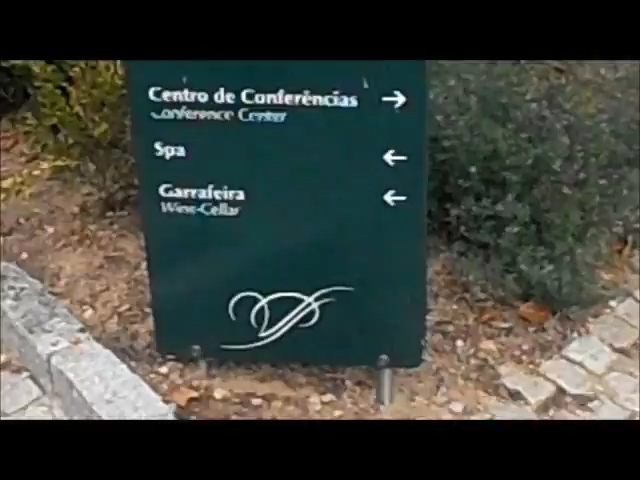 Centro de Conferências →
Conference Center
Spa ←
Garrafeira ←
Wine-Cellar